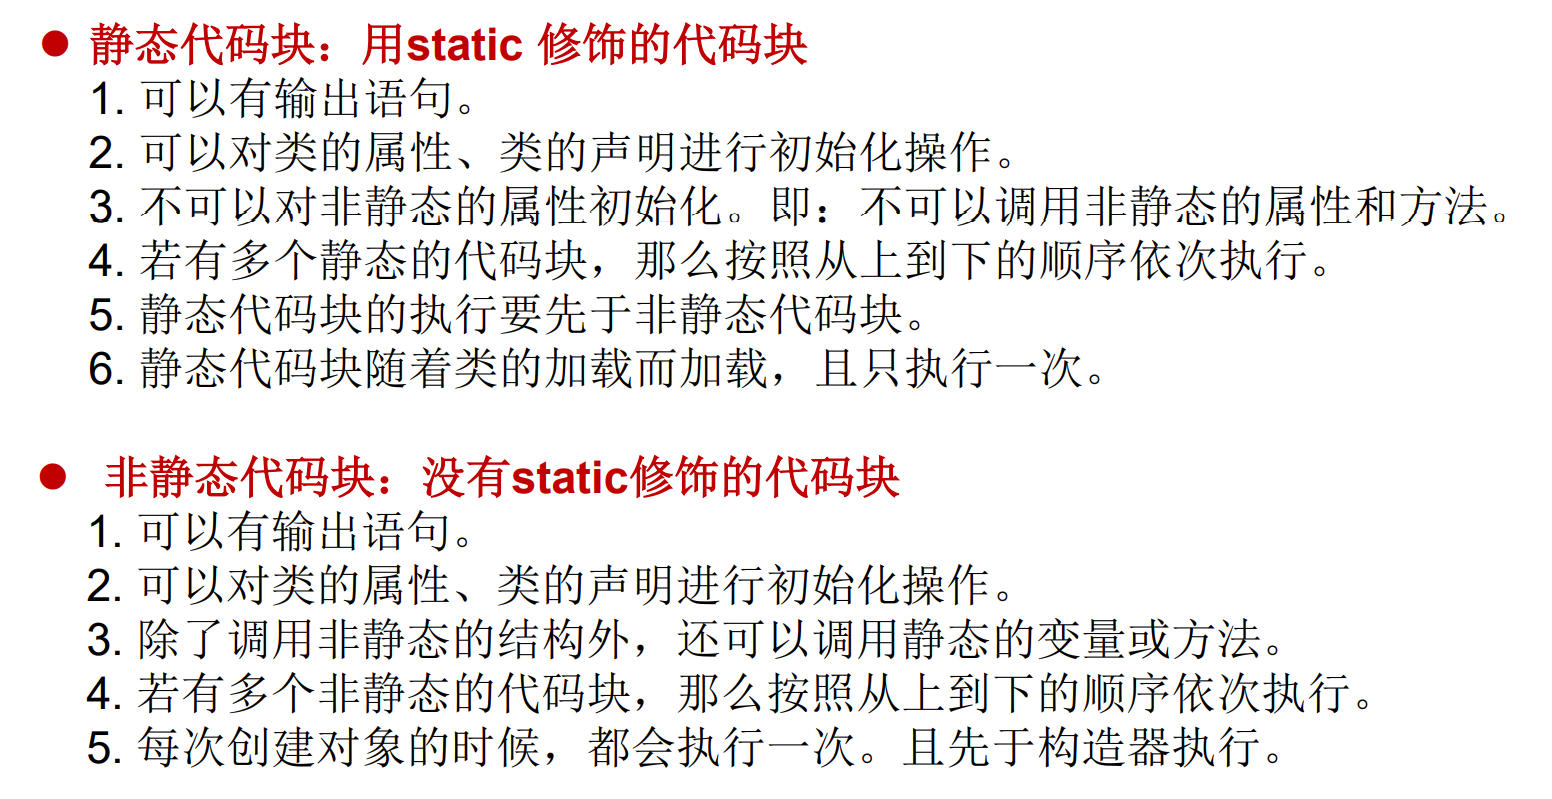 ● 静态代码块：用static 修饰的代码块
1. 可以有输出语句。
2. 可以对类的属性、类的声明进行初始化操作。
3. 不可以对非静态的属性初始化。即：不可以调用非静态的属性和方法。
4. 若有多个静态的代码块，那么按照从上到下的顺序依次执行。
5. 静态代码块的执行要先于非静态代码块。
6. 静态代码块随着类的加载而加载，且只执行一次。
● 非静态代码块：没有static修饰的代码块
1. 可以有输出语句。
2. 可以对类的属性、类的声明进行初始化操作。
3. 除了调用非静态的结构外，还可以调用静态的变量或方法。
4. 若有多个非静态的代码块，那么按照从上到下的顺序依次执行。
5. 每次创建对象的时候，都会执行一次。且先于构造器执行。